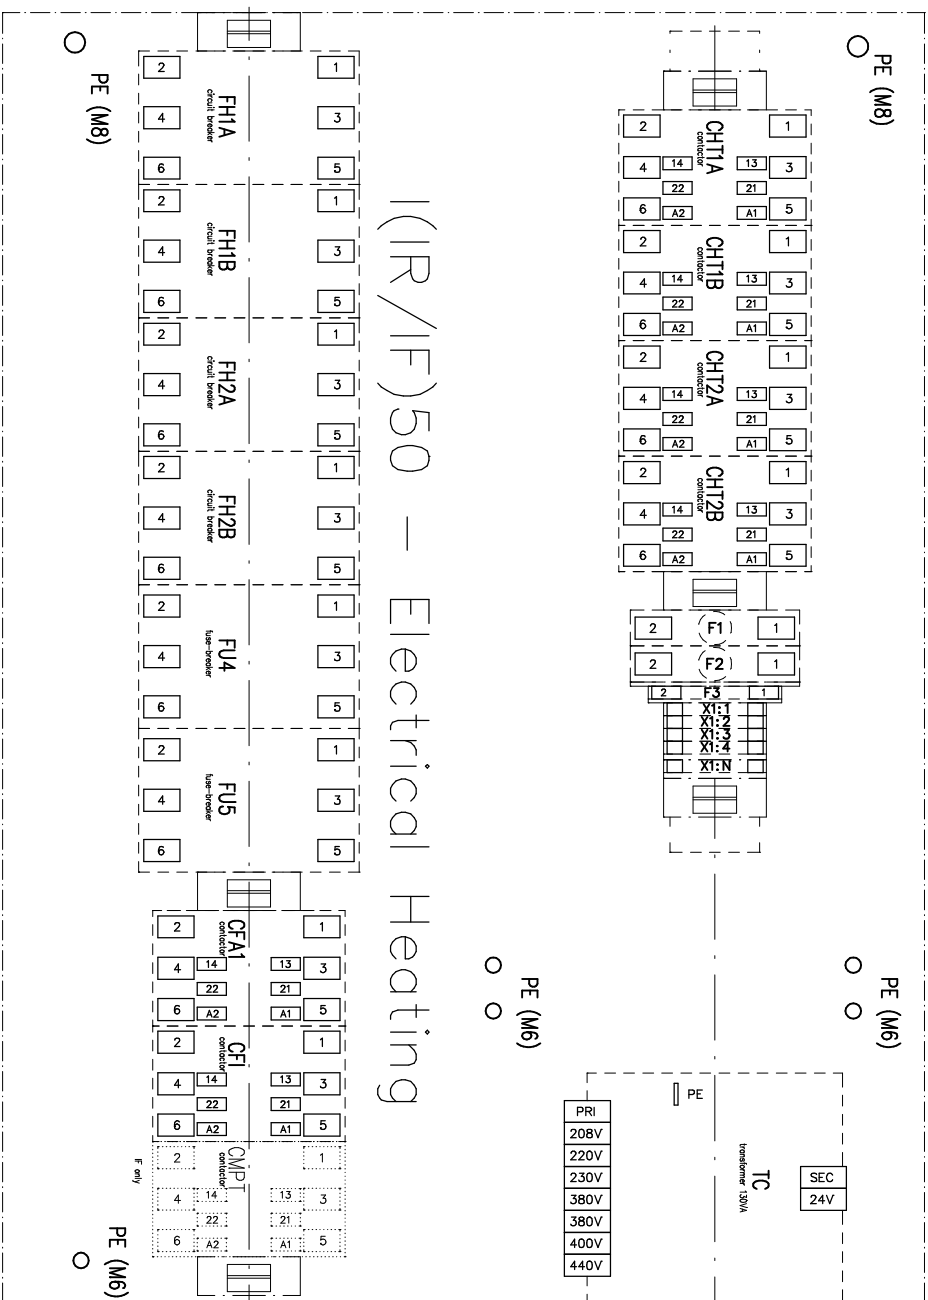 PE (M8)
2
1
FH1A
circuit breaker
4
3
6
5
2
1
FH1B
circuit breaker
4
3
6
5
2
1
FH2A
circuit breaker
4
3
6
5
2
1
FH2B
circuit breaker
4
3
6
5
2
1
FU4
fuse-breaker
4
3
6
5
2
1
FU5
fuse-breaker
4
3
6
5
2
1
CFA1
contactor
4
14
13
3
22
21
6
A2
A1
5
2
1
CFI
contactor
4
14
13
3
22
21
6
A2
A1
5
IF only
2
1
CMPT
contactor
4
14
13
3
22
21
6
A2
A1
5
PE (M6)
I(IR/IF)50 - Electrical Heating
PE (M8)
2
1
CHT1A
contactor
4
14
13
3
22
21
6
A2
A1
5
2
1
CHT1B
contactor
4
14
13
3
22
21
6
A2
A1
5
2
1
CHT2A
contactor
4
14
13
3
22
21
6
A2
A1
5
2
1
CHT2B
contactor
4
14
13
3
22
21
6
A2
A1
5
2 F1 1
2 F2 1
2 F3 1
X1:1
X1:2
X1:3
X1:4
X1:N
PE (M6)
PE (M6)
PE
TC
transformer 130VA
PRI
208V
220V
230V
380V
380V
400V
440V
SEC
24V